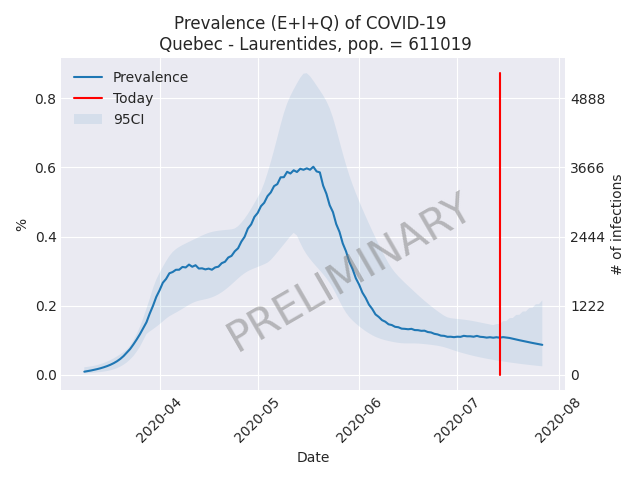 Prevalence (E+I+Q) of COVID-19
Quebec - Laurentides, pop. = 611019
Prevalence
Today
95CI
0.8
0.6
0.4
0.2
0.0
%
4888
3666
2444
1222
0
# of infections
PRELIMINARY
2020-04
2020-05
2020-06
2020-07
2020-08
Date